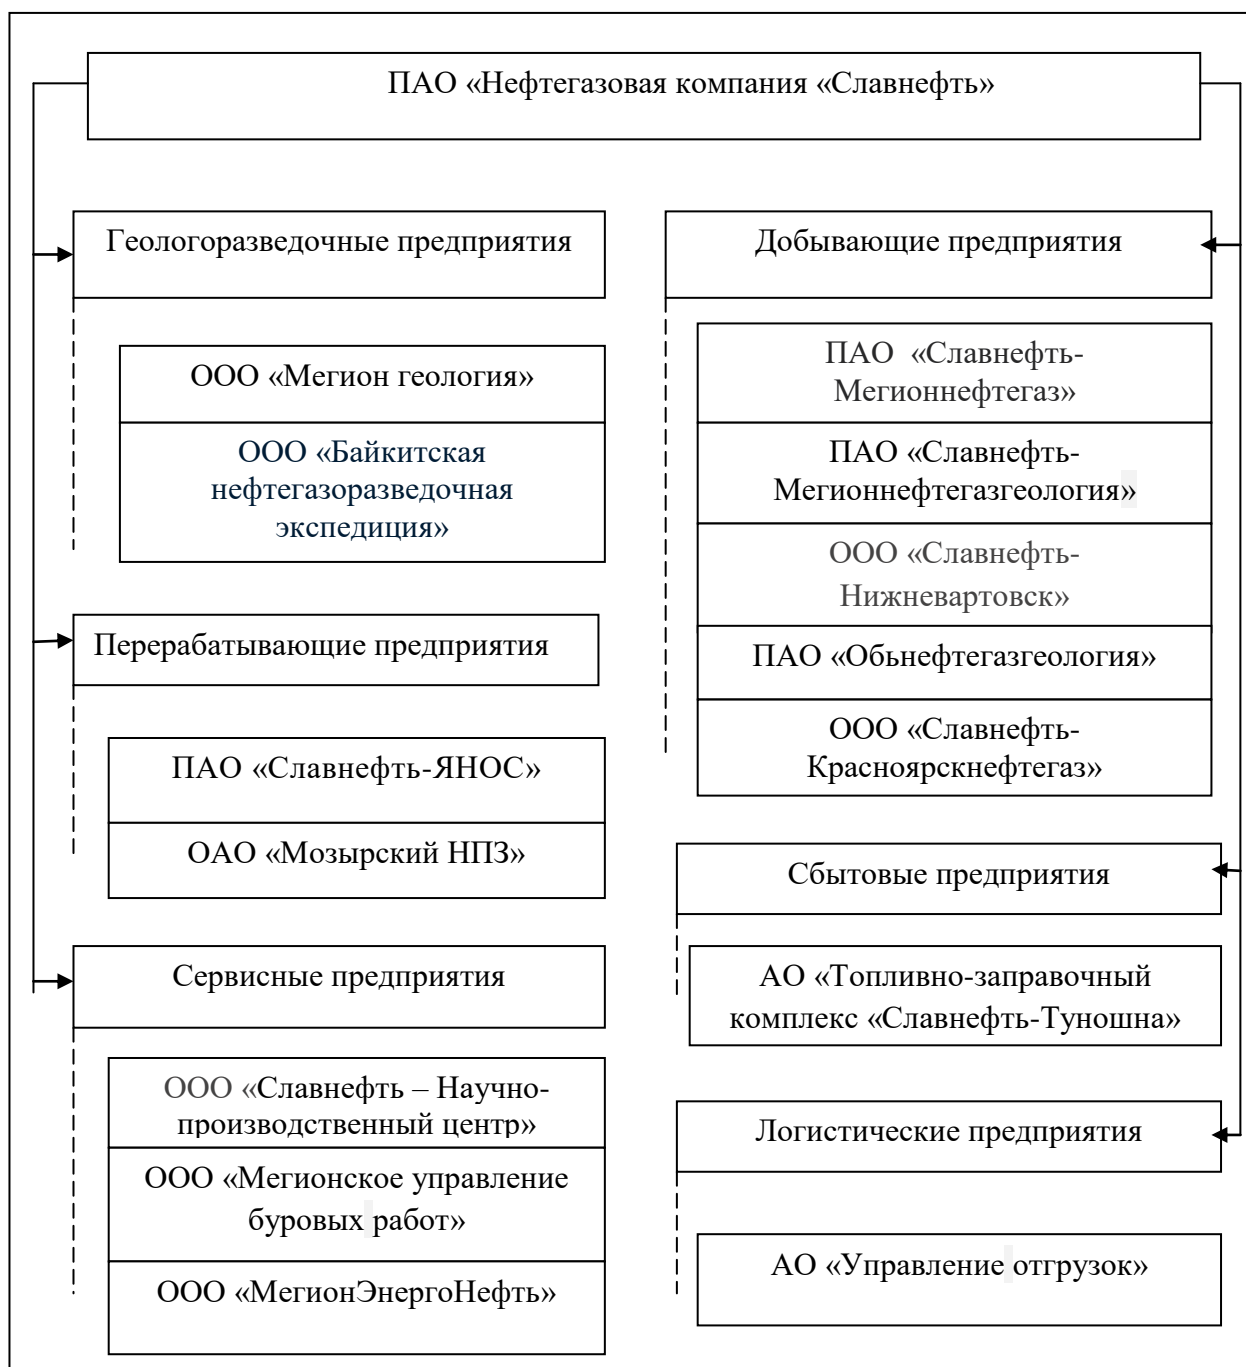 ПАО «Нефтегазовая компания «Славнефть»
Геологоразведочные предприятия
ООО «Мегион геология»
ООО «Байкитская
нефтегазоразведочная
экспедиция»
Перерабатывающие предприятия
ПАО «Славнефть-ЯНОС»
ОАО «Мозырский НПЗ»
Сервисные предприятия
ООО «Славнефть – Научно-
производственный центр»
ООО «Мегионское управление
буровых работ»
ООО «МегионЭнергоНефть»
Добывающие предприятия
ПАО «Славнефть-
Мегионнефтегаз»
ПАО «Славнефть-
Мегионнефтегазгеология»
ООО «Славнефть-
Нижневартовск»
ПАО «Обьнефтегазгеология»
ООО «Славнефть-
Красноярскнефтегаз»
Сбытовые предприятия
АО «Топливно-заправочный
комплекс «Славнефть-Туношна»
Логистические предприятия
АО «Управление отгрузок»